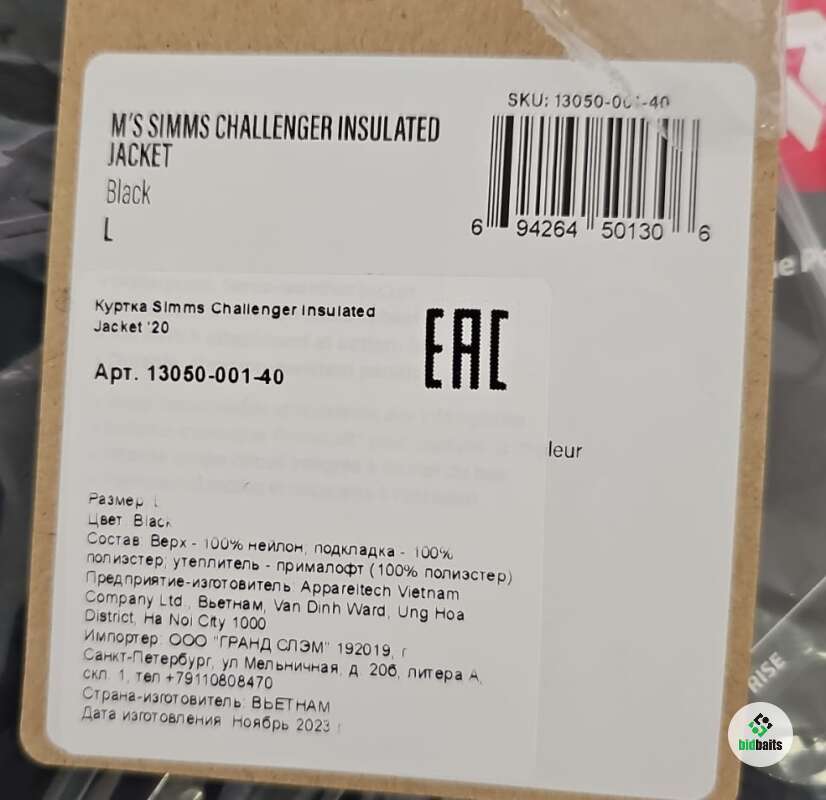 SKU: 13050-001-40
M'S SIMMS CHALLENGER INSULATED
JACKET
Black
L
6 94264 50130 6
Куртка Simms Challenger Insulated
Jacket '20
Арт. 13050-001-40
EAC
leur
Размер L
Цвет Black
Состав Верх - 100% нейлон, подкладка - 100%
полиэстер, утеплитель - прималофт (100% полиэстер)
Предприятие-изготовитель Appareltech Vietnam
Company Ltd., Вьетнам, Van Dinh Ward, Ung Hoa
District, Ha Noi City 1000
Импортер: ООО "ГРАНД СЛЭМ" 192019, г
Санкт-Петербург, ул Мельничная, д. 20б, литера А,
скл. 1, тел +79110808470
Страна-изготовитель: ВЬЕТНАМ
Дата изготовления Ноябрь 2023 г
RISE
bidbaits